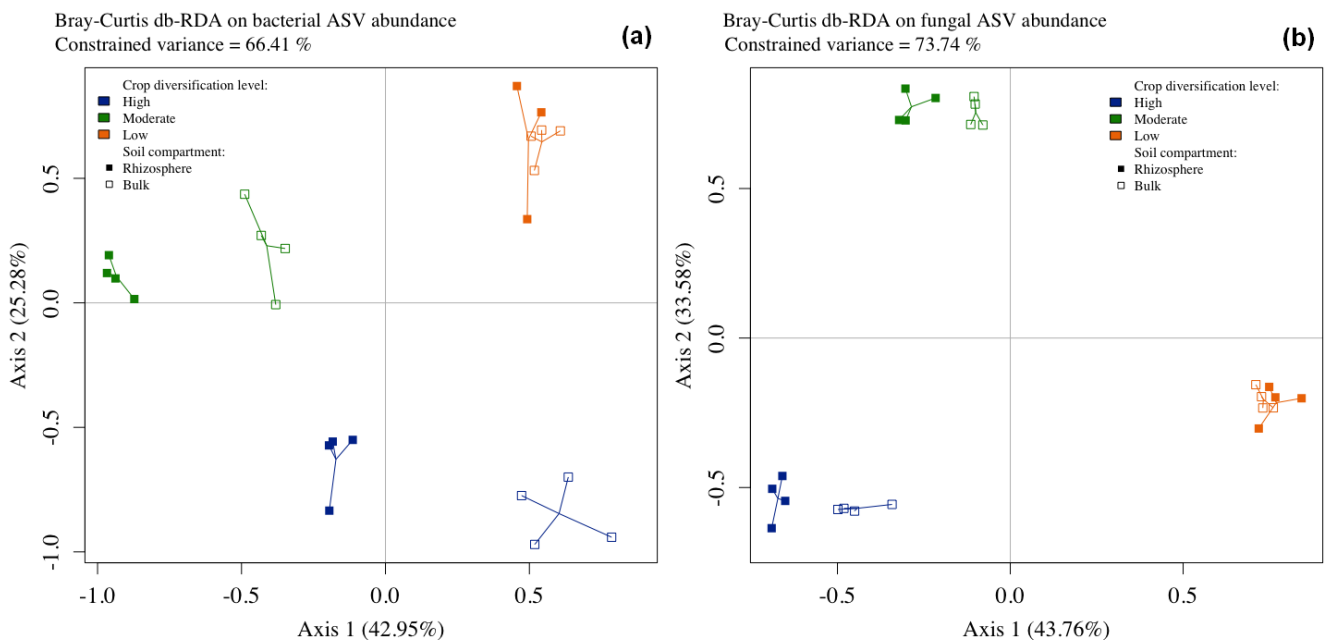 Bray-Curtis db-RDA on bacterial ASV abundance
Constrained variance = 66.41 %
(a)
Crop diversification level:
High
Moderate
Low
Soil compartment:
Rhizosphere
Bulk
0.5
0.0
-0.5
-1.0
Axis 2 (25.28%)
-1.0 -0.5 0.0 0.5
Axis 1 (42.95%)
Bray-Curtis db-RDA on fungal ASV abundance
Constrained variance = 73.74 %
(b)
Crop diversification level:
High
Moderate
Low
Soil compartment:
Rhizosphere
Bulk
0.5
0.0
-0.5
Axis 2 (33.58%)
-0.5 0.0 0.5
Axis 1 (43.76%)